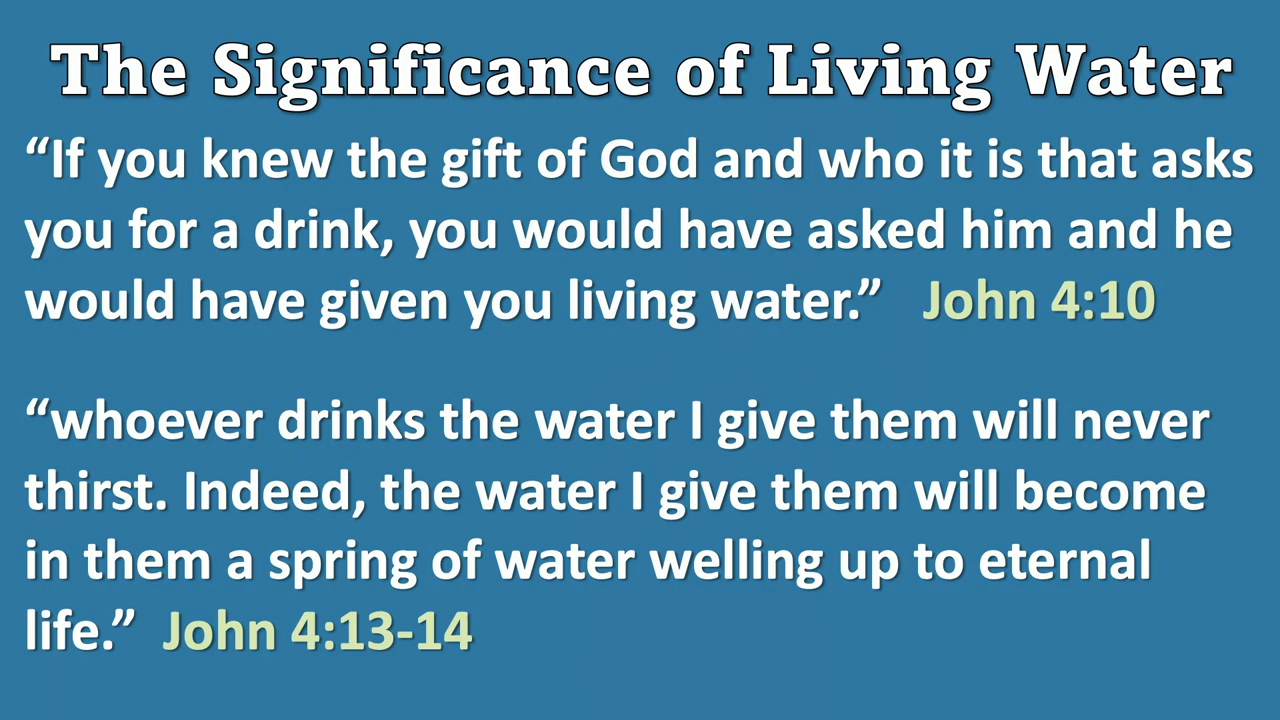 The Significance of Living Water
“If you knew the gift of God and who it is that asks
you for a drink, you would have asked him and he
would have given you living water.” John 4:10
“whoever drinks the water I give them will never
thirst. Indeed, the water I give them will become
in them a spring of water welling up to eternal
life.” John 4:13-14